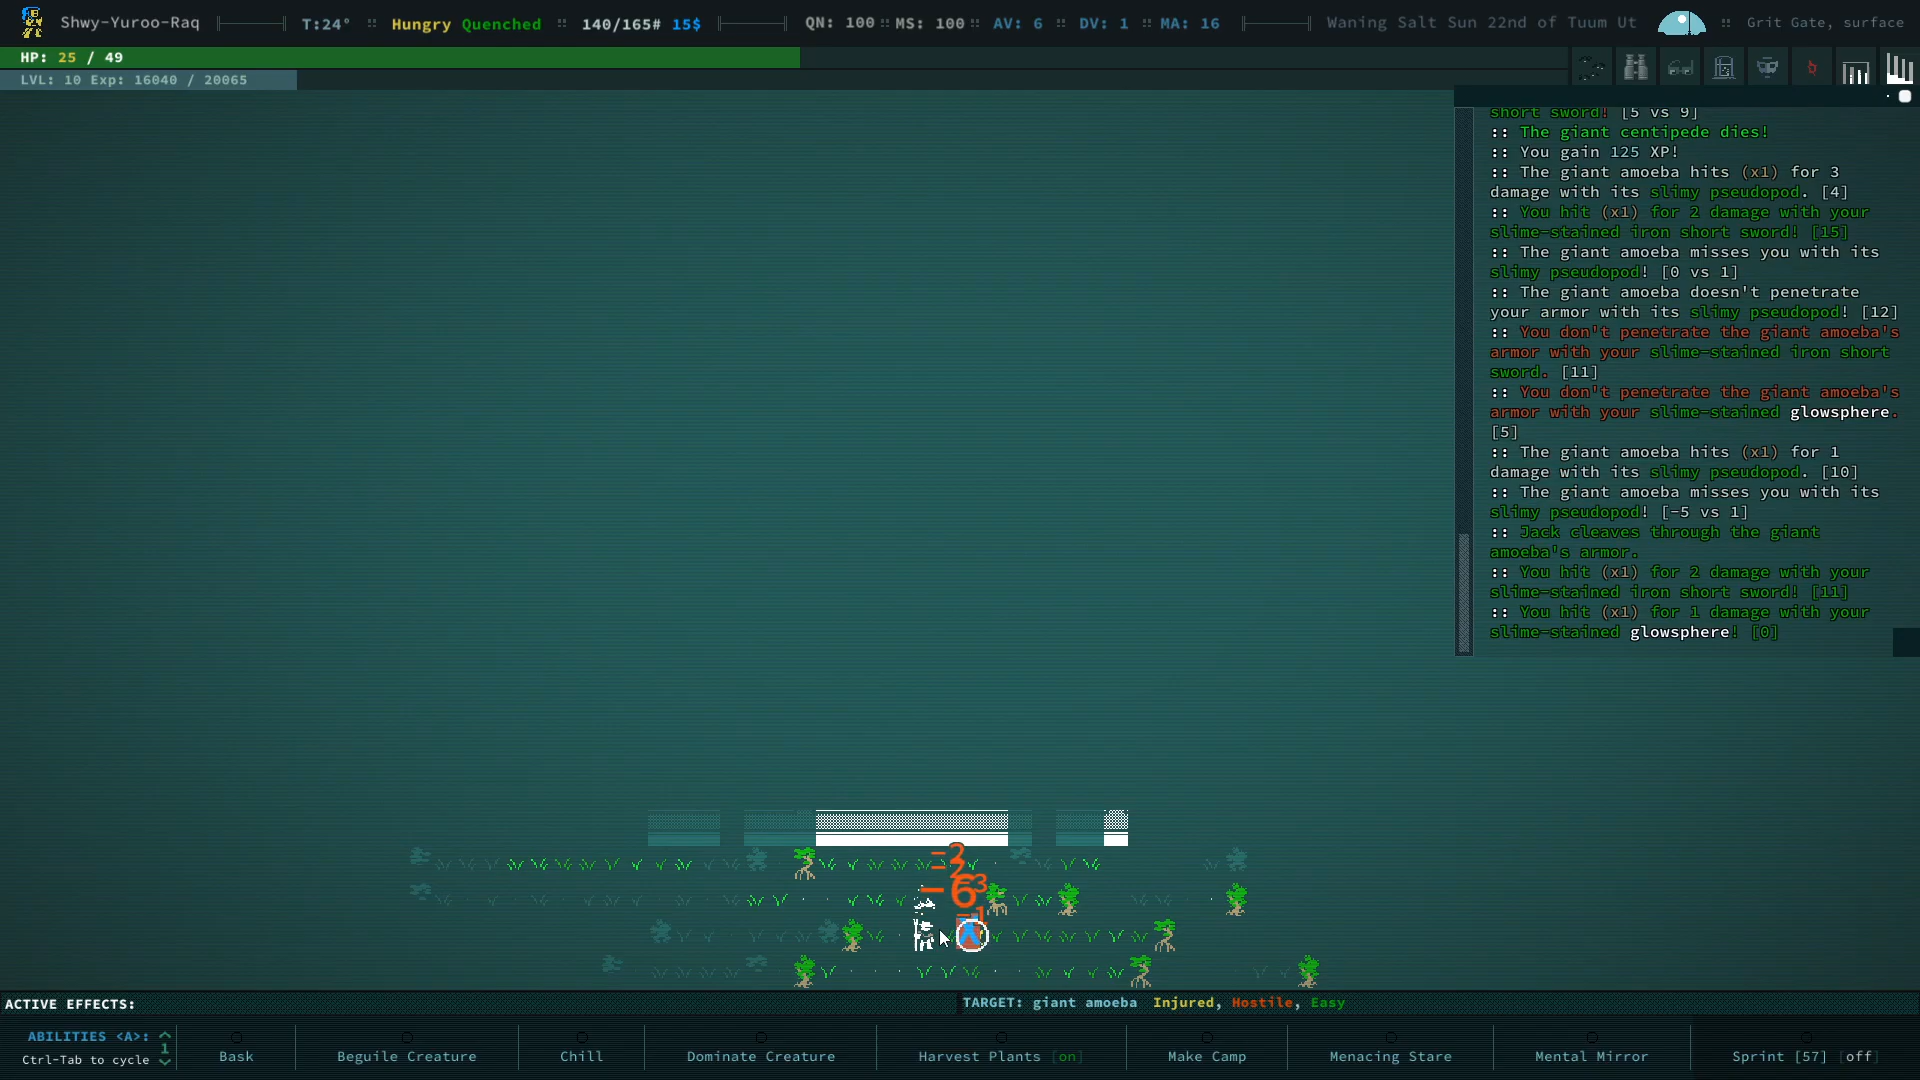 Shwy-Yuroo-Raq T:24° :: Hungry Quenched :: 140/165# 15$ QN: 100 :: MS: 100 :: AV: 6 :: DV: 1 :: MA: 16 Waning Salt Sun 22nd of Tuum Ut :: Grit Gate, surface
HP: 25 / 49
LVL: 10 Exp: 16040 / 20065
short sword! [5 vs 9]
:: The giant centipede dies!
:: You gain 125 XP!
:: The giant amoeba hits (x1) for 3
damage with its slimy pseudopod. [4]
:: You hit (x1) for 2 damage with your
slime-stained iron short sword! [15]
:: The giant amoeba misses you with its
slimy pseudopod! [0 vs 1]
:: The giant amoeba doesn't penetrate
your armor with its slimy pseudopod! [12]
:: You don't penetrate the giant amoeba's
armor with your slime-stained iron short
sword. [11]
:: You don't penetrate the giant amoeba's
armor with your slime-stained glowsphere.
[5]
:: The giant amoeba hits (x1) for 1
damage with its slimy pseudopod. [10]
:: The giant amoeba misses you with its
slimy pseudopod! [-5 vs 1]
:: Jack cleaves through the giant
amoeba's armor.
:: You hit (x1) for 2 damage with your
slime-stained iron short sword! [11]
:: You hit (x1) for 1 damage with your
slime-stained glowsphere! [0]
-2
-6
-3
-1
ACTIVE EFFECTS: TARGET: giant amoeba Injured, Hostile, Easy
ABILITIES <A>: 1
Ctrl-Tab to cycle
Bask Beguile Creature Chill Dominate Creature Harvest Plants [on] Make Camp Menacing Stare Mental Mirror Sprint [57] [off]